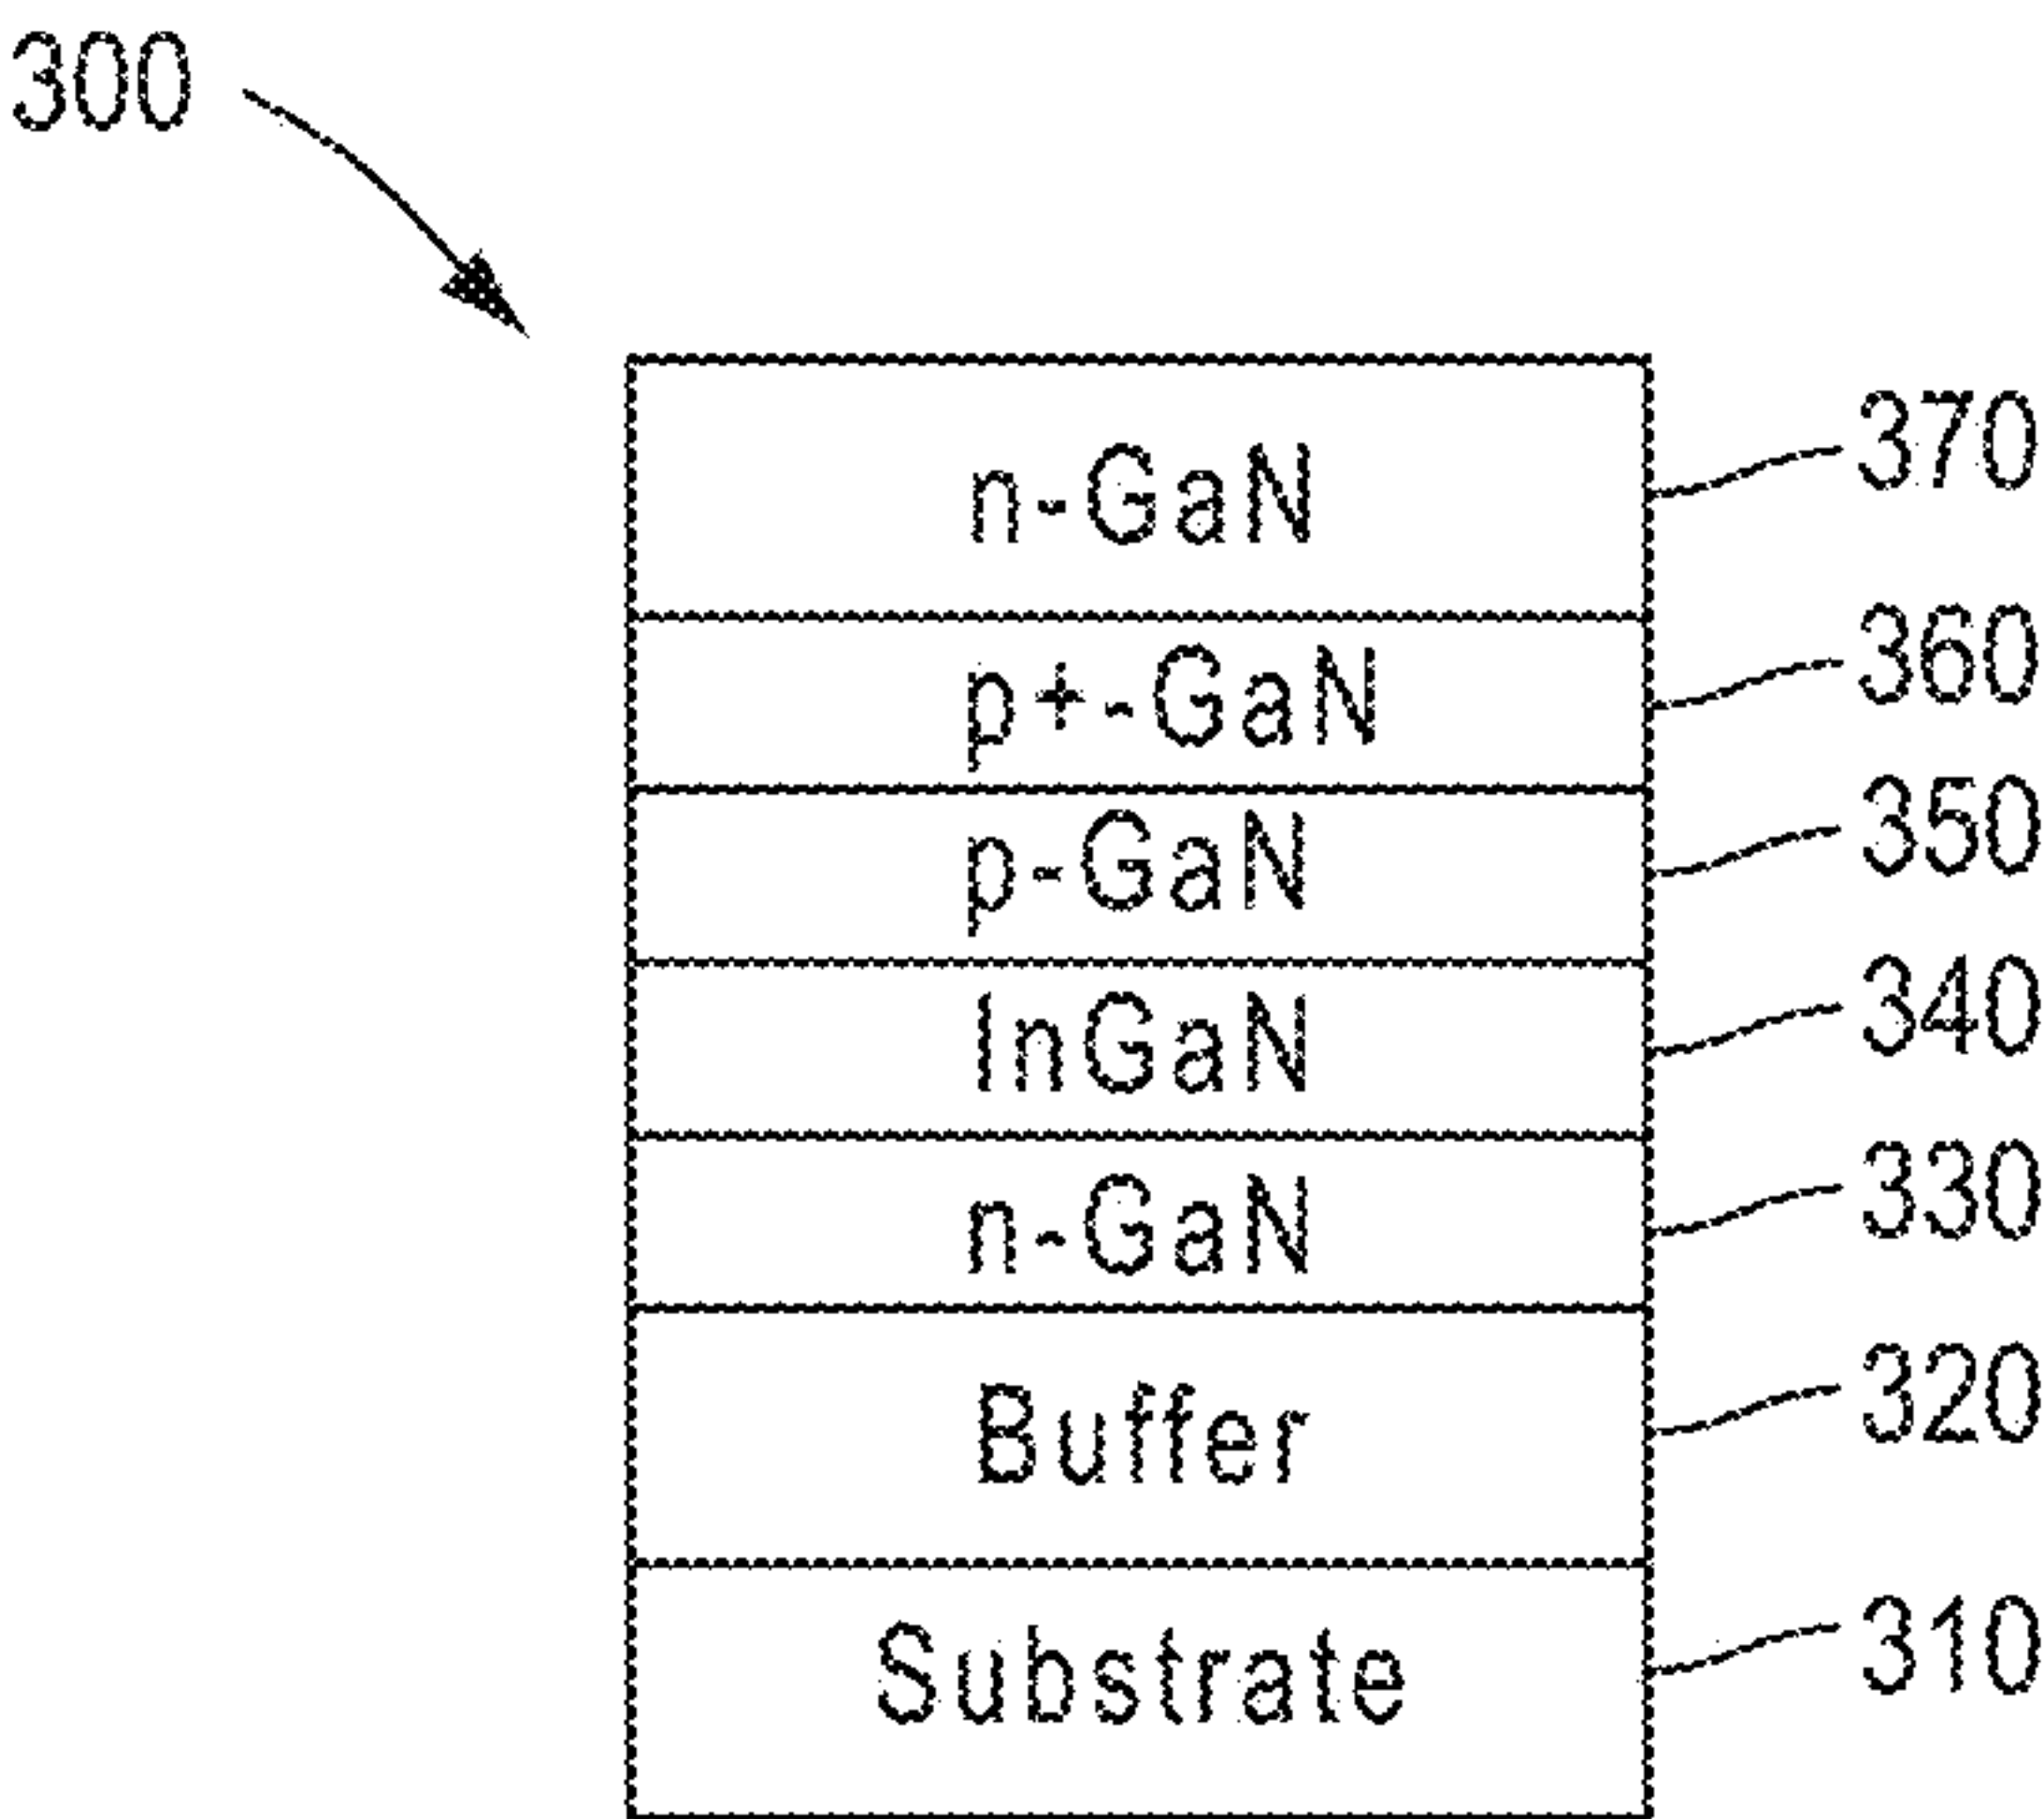 300
n-GaN 370
p+-GaN 360
p-GaN 350
InGaN 340
n-GaN 330
Buffer 320
Substrate 310